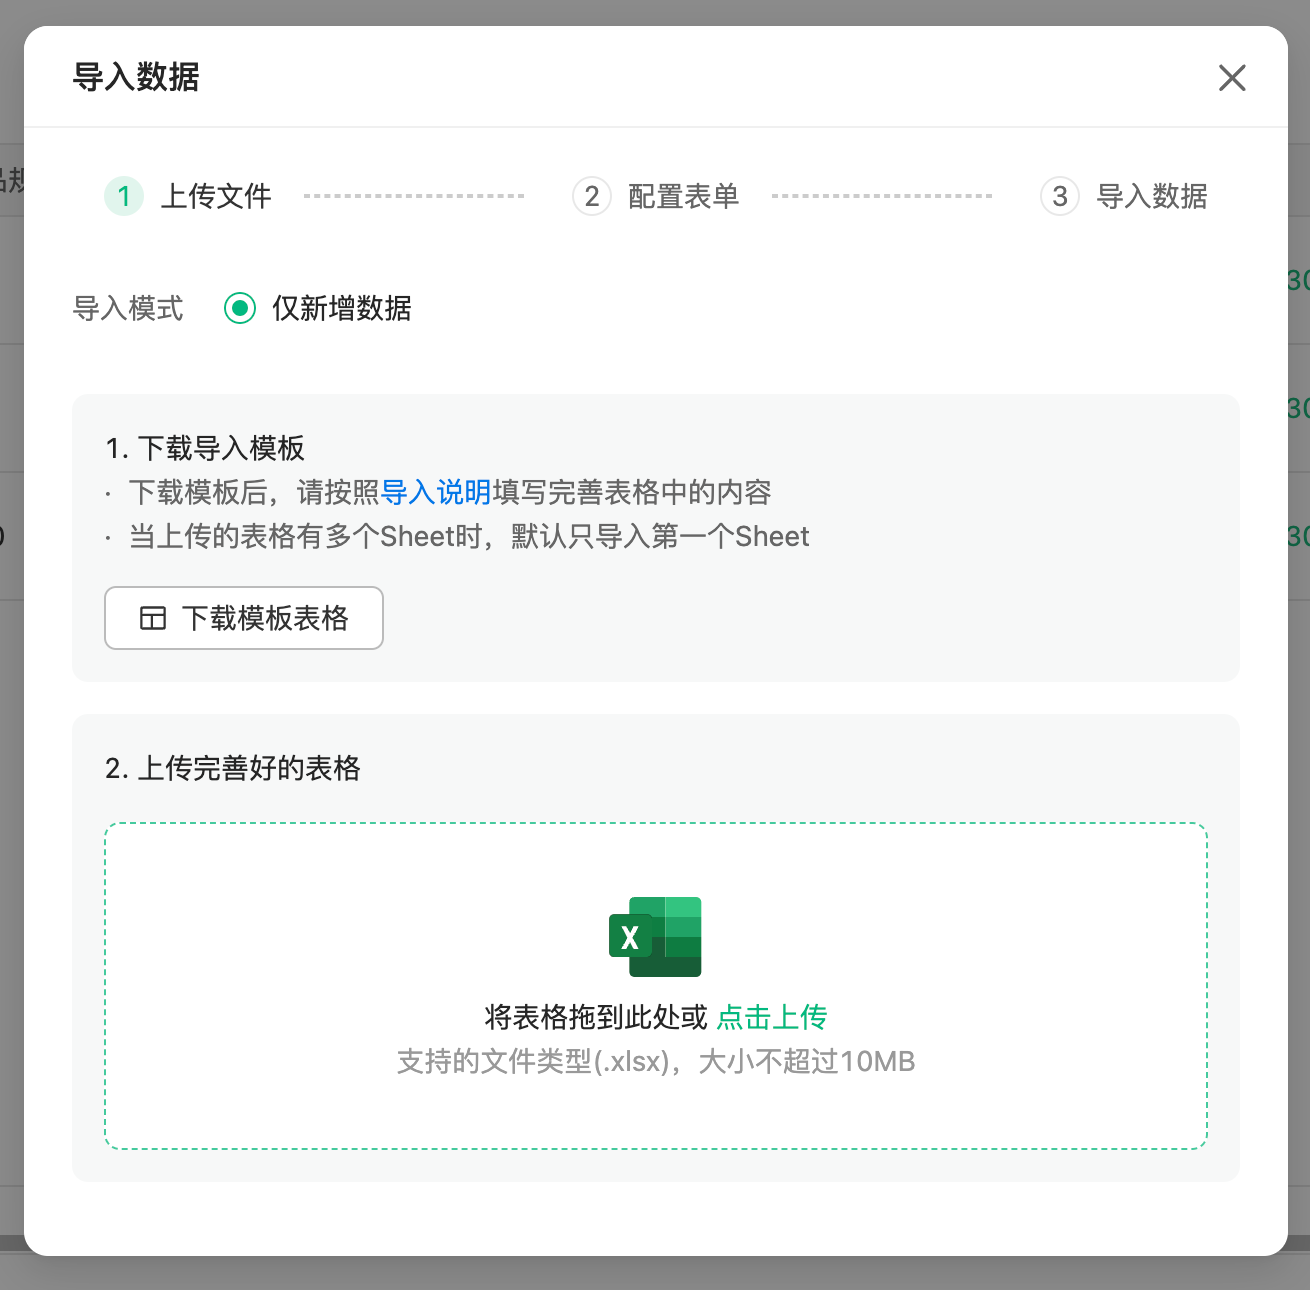 导入数据
1 上传文件
2 配置表单
3 导入数据
导入模式 仅新增数据
1. 下载导入模板
· 下载模板后，请按照导入说明填写完善表格中的内容
· 当上传的表格有多个Sheet时，默认只导入第一个Sheet
下载模板表格
2. 上传完善好的表格
X
将表格拖到此处或 点击上传
支持的文件类型(.xlsx)，大小不超过10MB
30
30
30